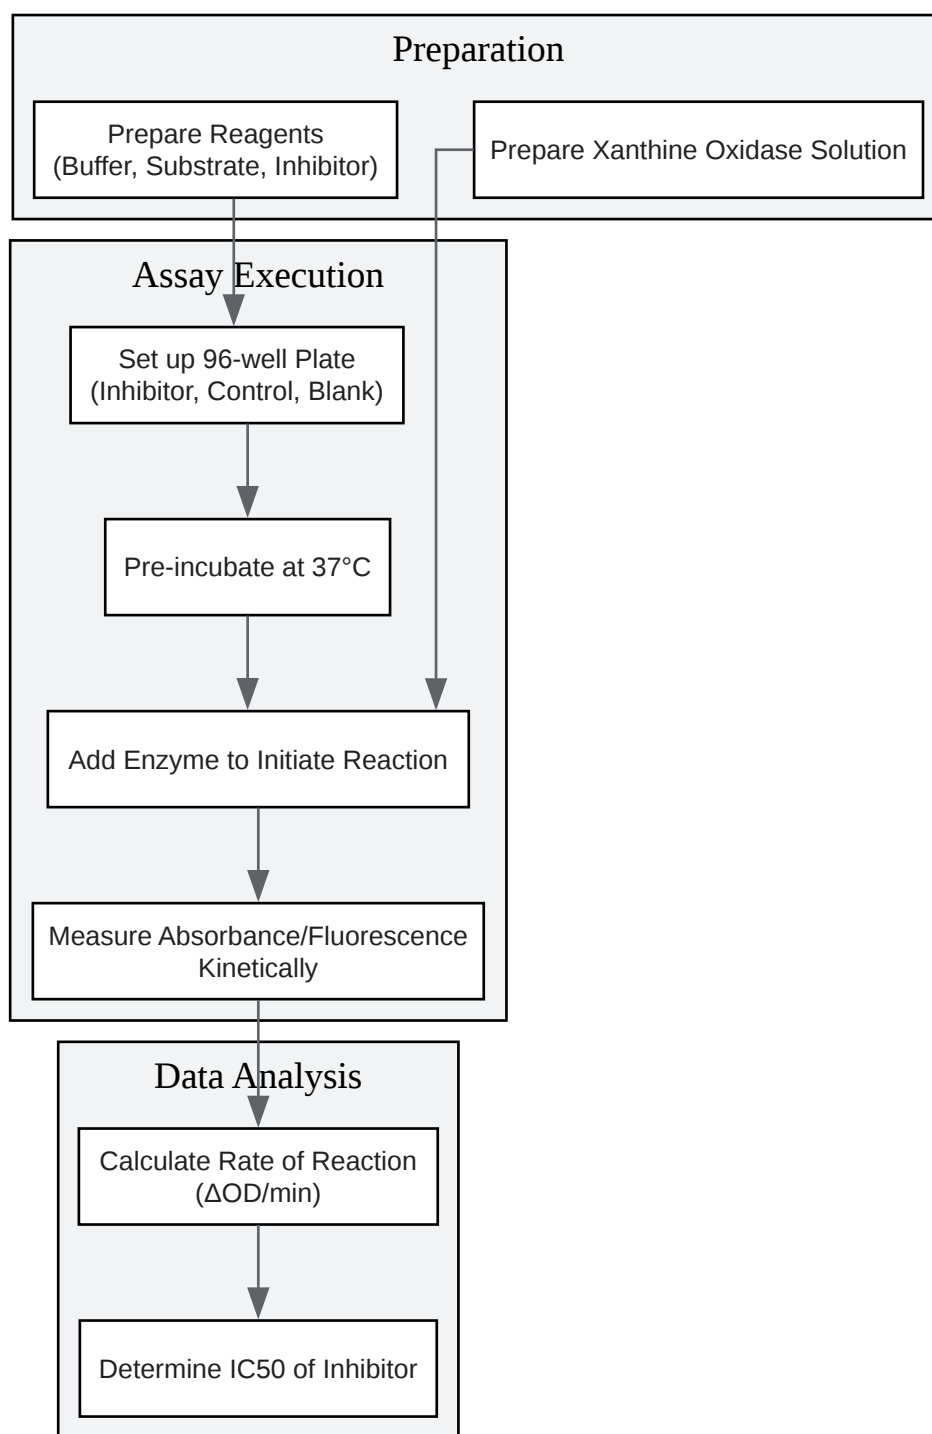 Preparation
Prepare Reagents
(Buffer, Substrate, Inhibitor)
Prepare Xanthine Oxidase Solution
Assay Execution
Set up 96-well Plate
(Inhibitor, Control, Blank)
Pre-incubate at 37°C
Add Enzyme to Initiate Reaction
Measure Absorbance/Fluorescence
Kinetically
Data Analysis
Calculate Rate of Reaction
(ΔOD/min)
Determine IC50 of Inhibitor